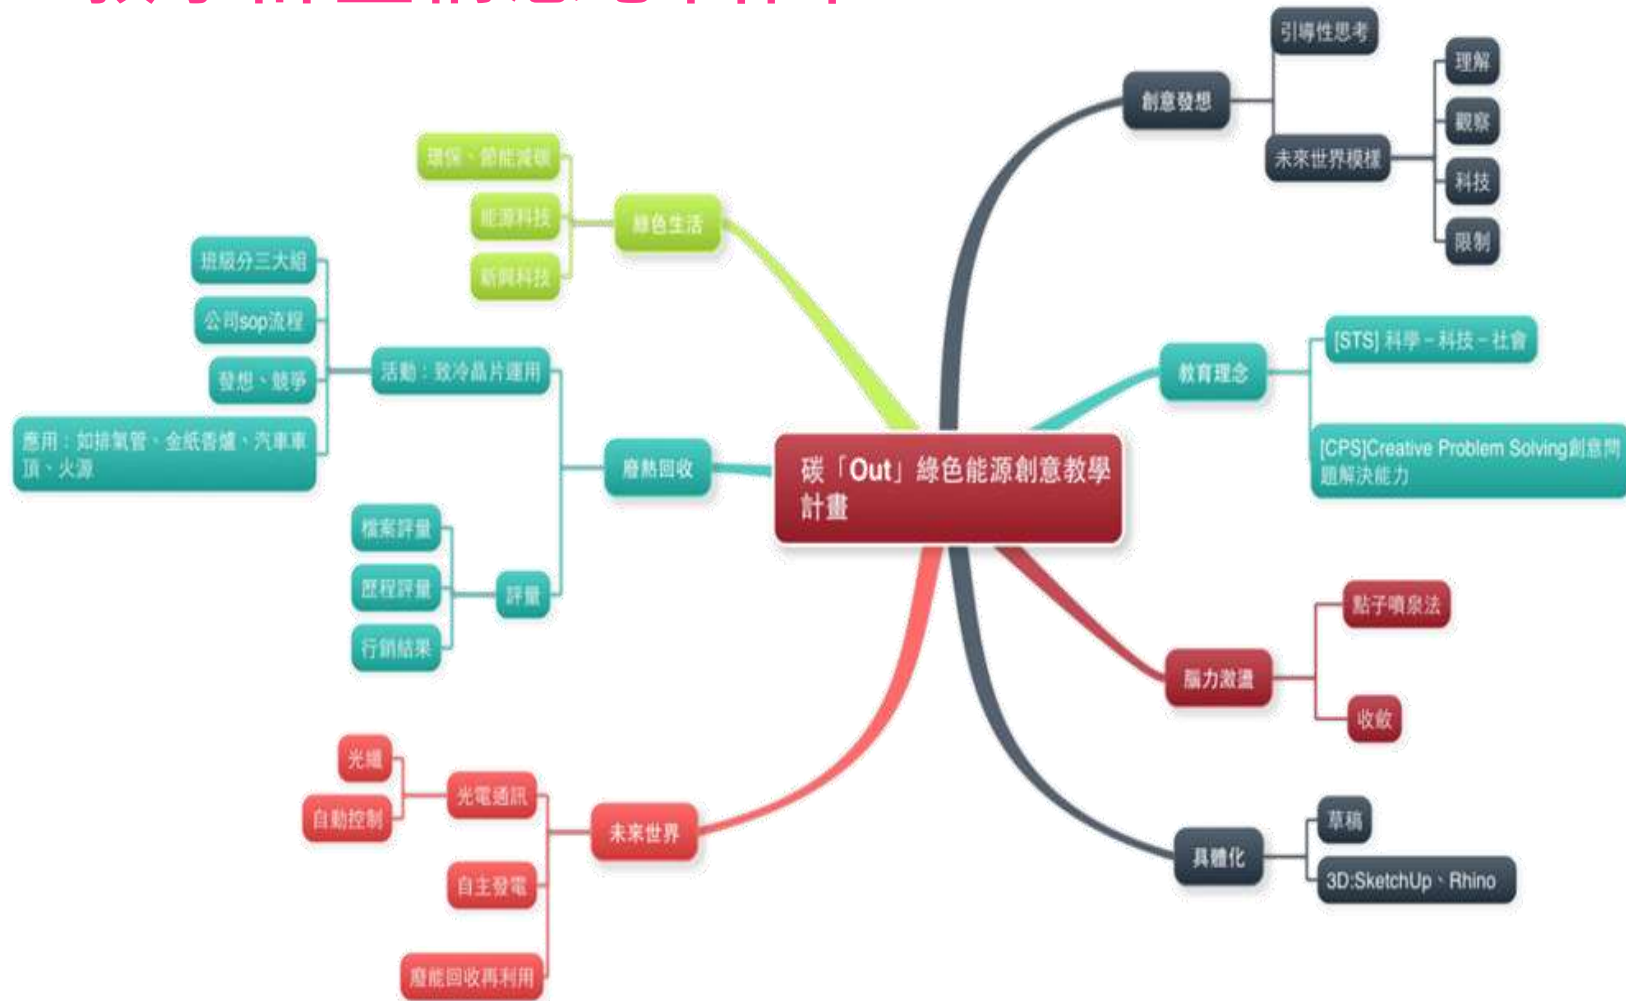 創意發想
引導性思考
未來世界模樣
理解
觀察
科技
限制
教育理念
[STS] 科學－科技－社會
[CPS]Creative Problem Solving創意問
題解決能力
碳「Out」綠色能源創意教學
計畫
腦力激盪
點子噴泉法
收斂
具體化
草稿
3D:SketchUp、Rhino
綠色生活
環保、節能減碳
能源科技
新興科技
廢熱回收
活動：致冷晶片運用
班級分三大組
公司sop流程
發想、競爭
應用：如排氣管、金紙香爐、汽車車
頂、火源
評量
檔案評量
歷程評量
行銷結果
未來世界
光電通訊
光纖
自動控制
自主發電
廢能回收再利用